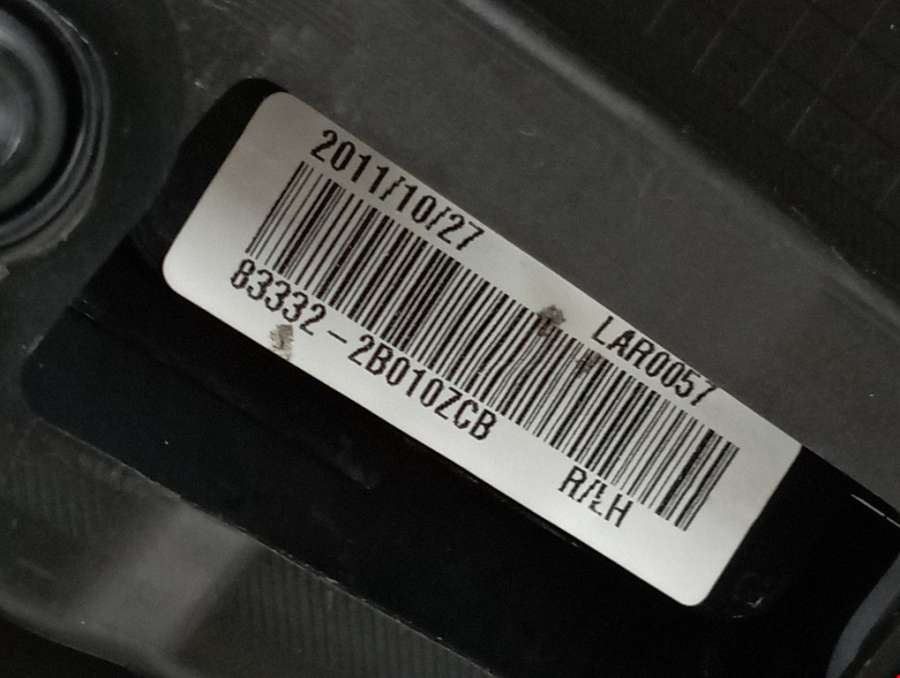 2011/10/27
LAR0057
83332-2B010ZCB
R/LH